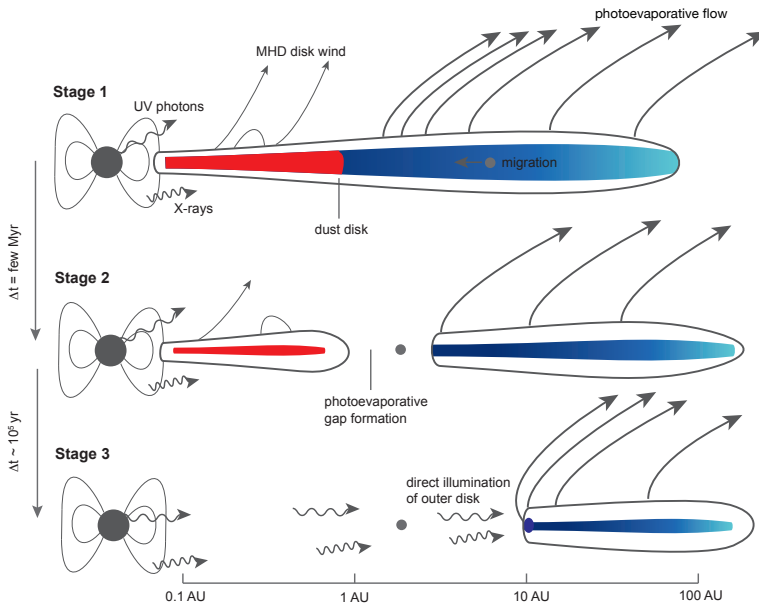 photoevaporative flow
MHD disk wind
Stage 1
UV photons
migration
X-rays
dust disk
Δt = few Myr
Stage 2
photoevaporative
gap formation
Δt ~ 10⁵ yr
Stage 3
direct illumination
of outer disk
0.1 AU
1 AU
10 AU
100 AU